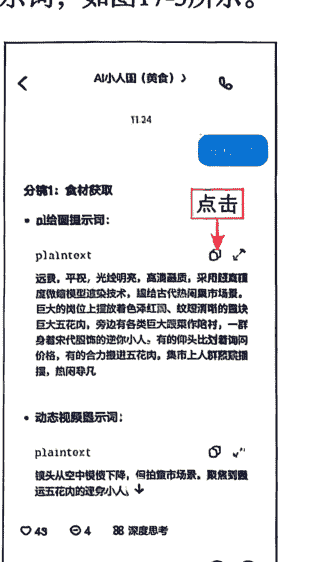 示词，如图17-5所示。
AI小人国（美食）
11.24
分镜1：食材获取
• ai绘画提示词：
点击
plaintext
远景，平视，光线明亮，高清画质，采用超高精
度微缩模型渲染技术，描绘古代热闹集市场景。
巨大的肉位上摆放着色泽红润、纹理清晰的
巨大五花肉，旁边有各类巨大蔬菜作陪衬，一群
身着宋代服饰的迷你小人。有的仰头比划着询问
价格，有的合力搬进五花肉。集市上人群熙熙攘
攘，热闹非凡
• 动态视频提示词：
plaintext
镜头从空中慢慢下降，俯拍集市场景。聚焦到搬
运五花肉的迷你小人。
43
4
深度思考